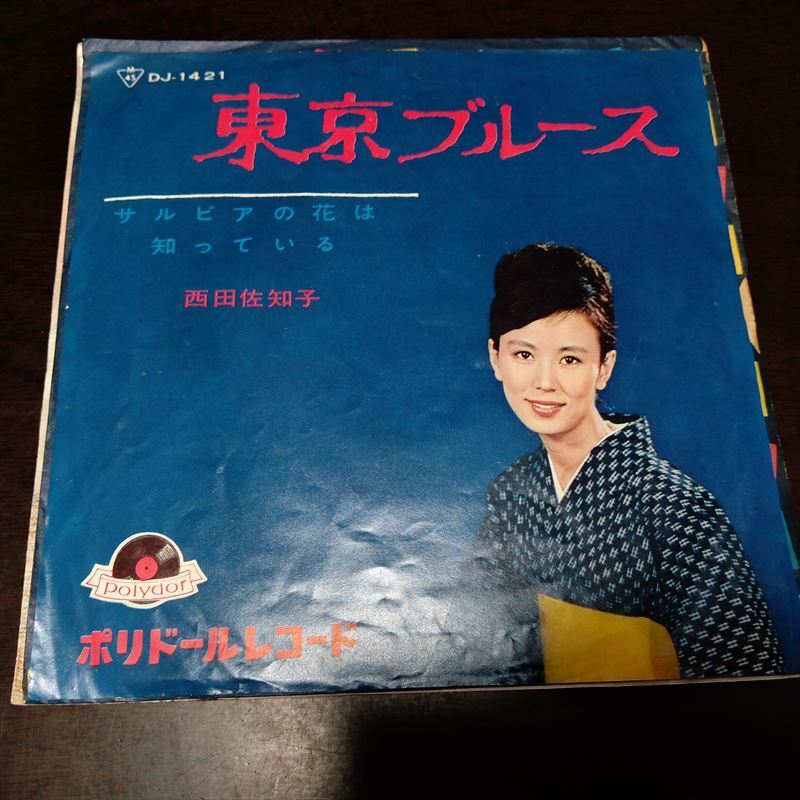 M
45
DJ-1421
東京ブルース
サルビアの花は
知っている
西田佐知子
Polydor
ポリドールレコード